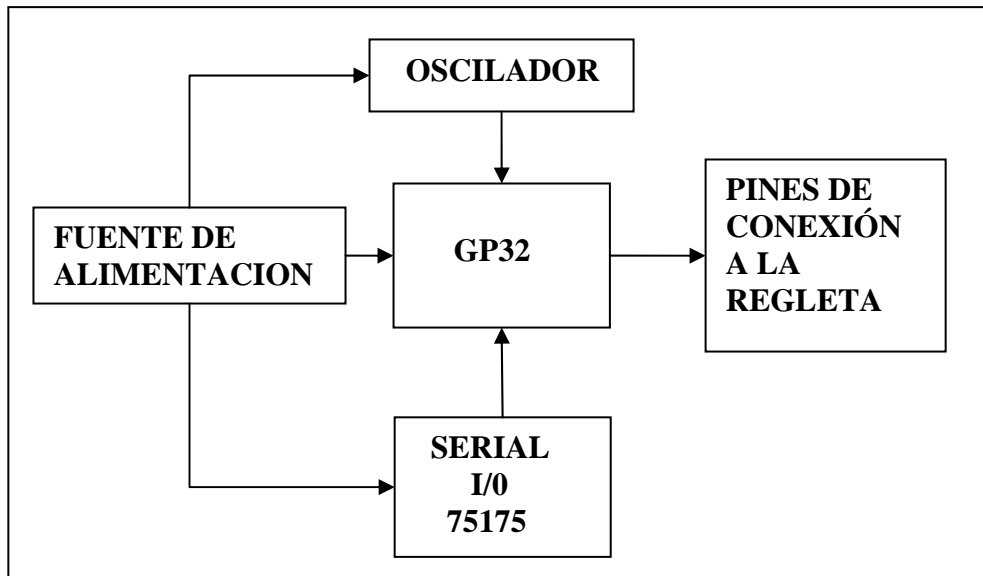 OSCILADOR
FUENTE DE
ALIMENTACION
GP32
PINES DE
CONEXIÓN
A LA
REGLETA
SERIAL
I/0
75175